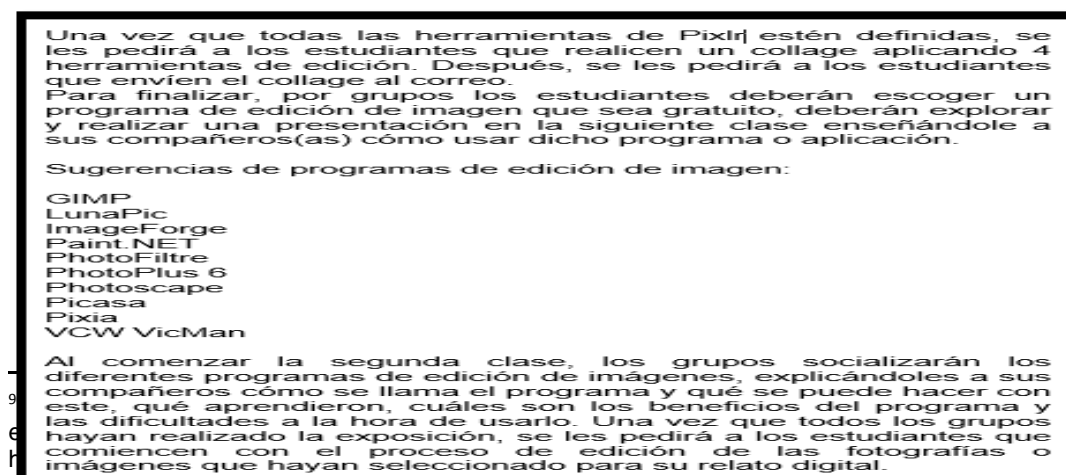 Una vez que todas las herramientas de Pixlr estén definidas, se
les pedirá a los estudiantes que realicen un collage aplicando 4
herramientas de edición. Después, se les pedirá a los estudiantes
que envíen el collage al correo.
Para finalizar, por grupos los estudiantes deberán escoger un
programa de edición de imagen que sea gratuito, deberán explorar
y realizar una presentación en la siguiente clase enseñándole a
sus compañeros(as) cómo usar dicho programa o aplicación.
Sugerencias de programas de edición de imagen:
GIMP
LunaPic
ImageForge
Paint.NET
PhotoFiltre
PhotoPlus 6
Photoscape
Picasa
Pixia
VCW VicMan
Al comenzar la segunda clase, los grupos socializarán los
diferentes programas de edición de imágenes, explicándoles a sus
compañeros cómo se llama el programa y qué se puede hacer con
9
este, qué aprendieron, cuáles son los beneficios del programa y
las dificultades a la hora de usarlo. Una vez que todos los grupos
hayan realizado la exposición, se les pedirá a los estudiantes que
comiencen con el proceso de edición de las fotografías o
imágenes que hayan seleccionado para su relato digital.